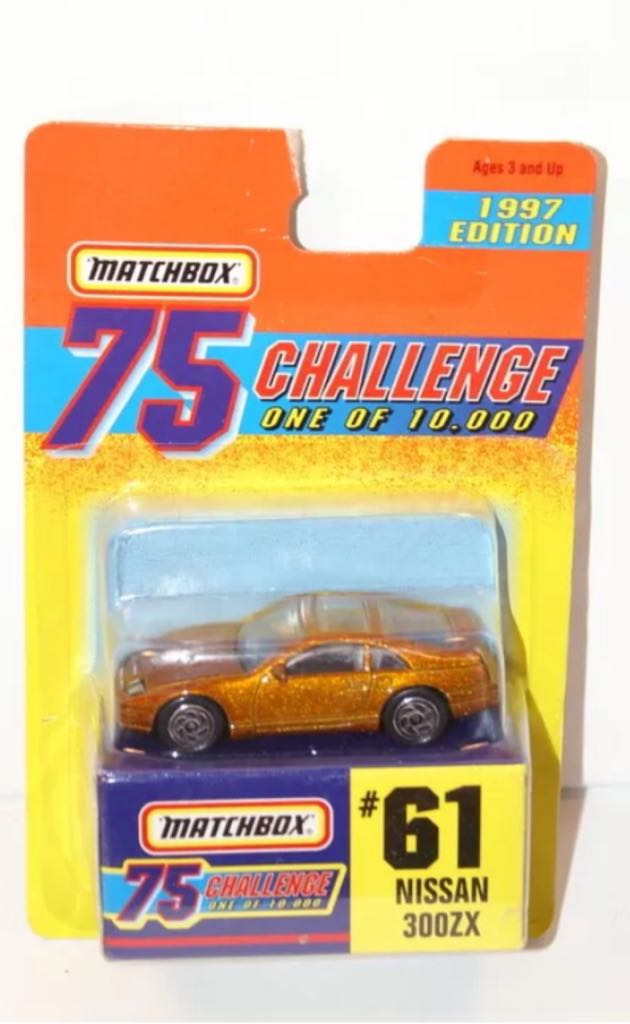 Ages 3 and Up
1997
EDITION
MATCHBOX®
75 CHALLENGE
ONE OF 10.000
MATCHBOX®
75 CHALLENGE
ONE OF 10.000
#61
NISSAN
300ZX